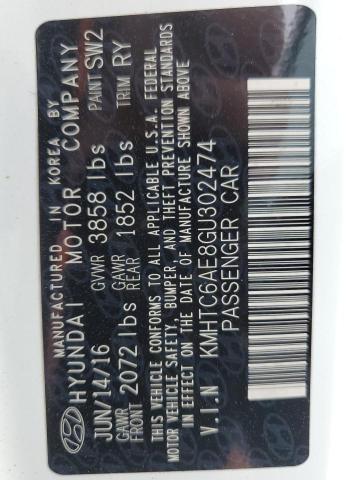 MANUFACTURED IN KOREA BY
HYUNDAI MOTOR COMPANY
JUN/14/16 GVWR 3858 lbs PAINT SW2
GAWR FRONT 2072 lbs GAWR REAR 1852 lbs TRIM RY
THIS VEHICLE CONFORMS TO ALL APPLICABLE U.S.A. FEDERAL
MOTOR VEHICLE SAFETY, BUMPER, AND THEFT PREVENTION STANDARDS
IN EFFECT ON THE DATE OF MANUFACTURE SHOWN ABOVE
V.I.N KMHTC6AE8GU302474
PASSENGER CAR